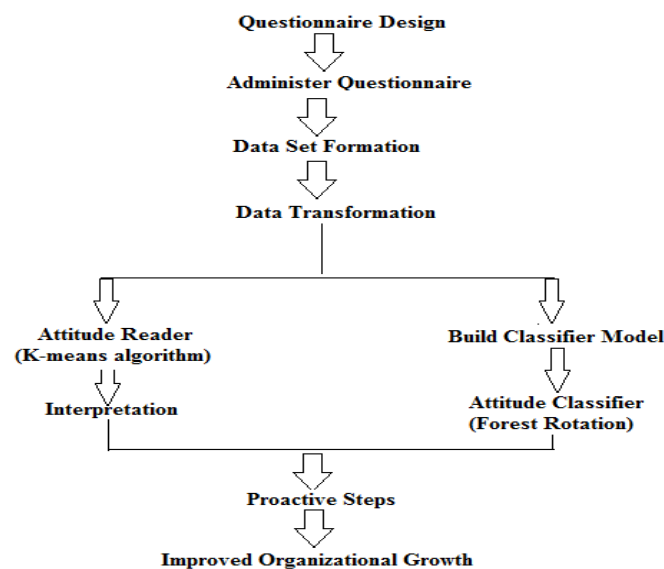 Questionnaire Design
Administer Questionnaire
Data Set Formation
Data Transformation
Attitude Reader
(K-means algorithm)
Interpretation
Build Classifier Model
Attitude Classifier
(Forest Rotation)
Proactive Steps
Improved Organizational Growth